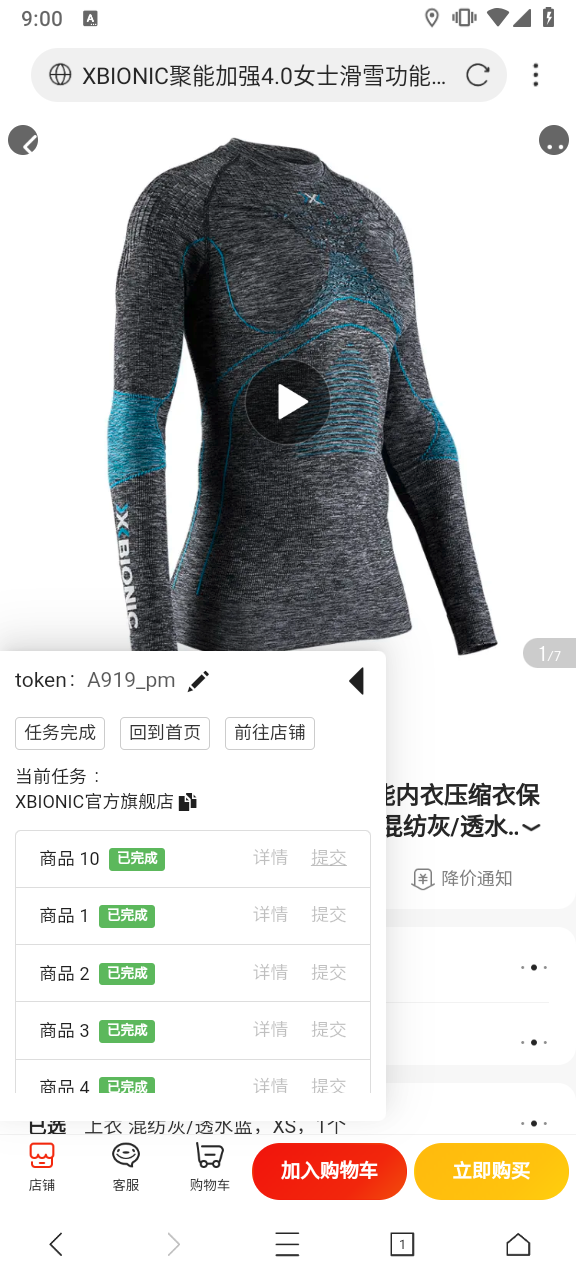 9:00
A
XBIONIC聚能加强4.0女士滑雪功能...
X BIONIC
1/7
token: A919_pm
任务完成 回到首页 前往店铺
当前任务：
XBIONIC官方旗舰店
能内衣压缩衣保
混纺灰/透水..
降价通知
商品 10 已完成 详情 提交
商品 1 已完成 详情 提交
商品 2 已完成 详情 提交
商品 3 已完成 详情 提交
商品 4 已完成 详情 提交
已选 上衣 混纺灰/透水蓝，XS，1个
店铺 客服 购物车 加入购物车 立即购买
1